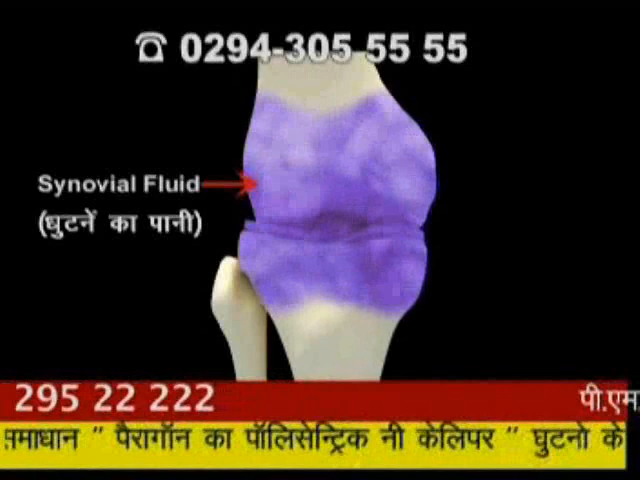 ☎ 0294-305 55 55
Synovial Fluid
(घुटनें का पानी)
295 22 222 पी.एम.
समाधान " पैरागॉन का पॉलिसेन्ट्रिक नी केलिपर " घुटनो के